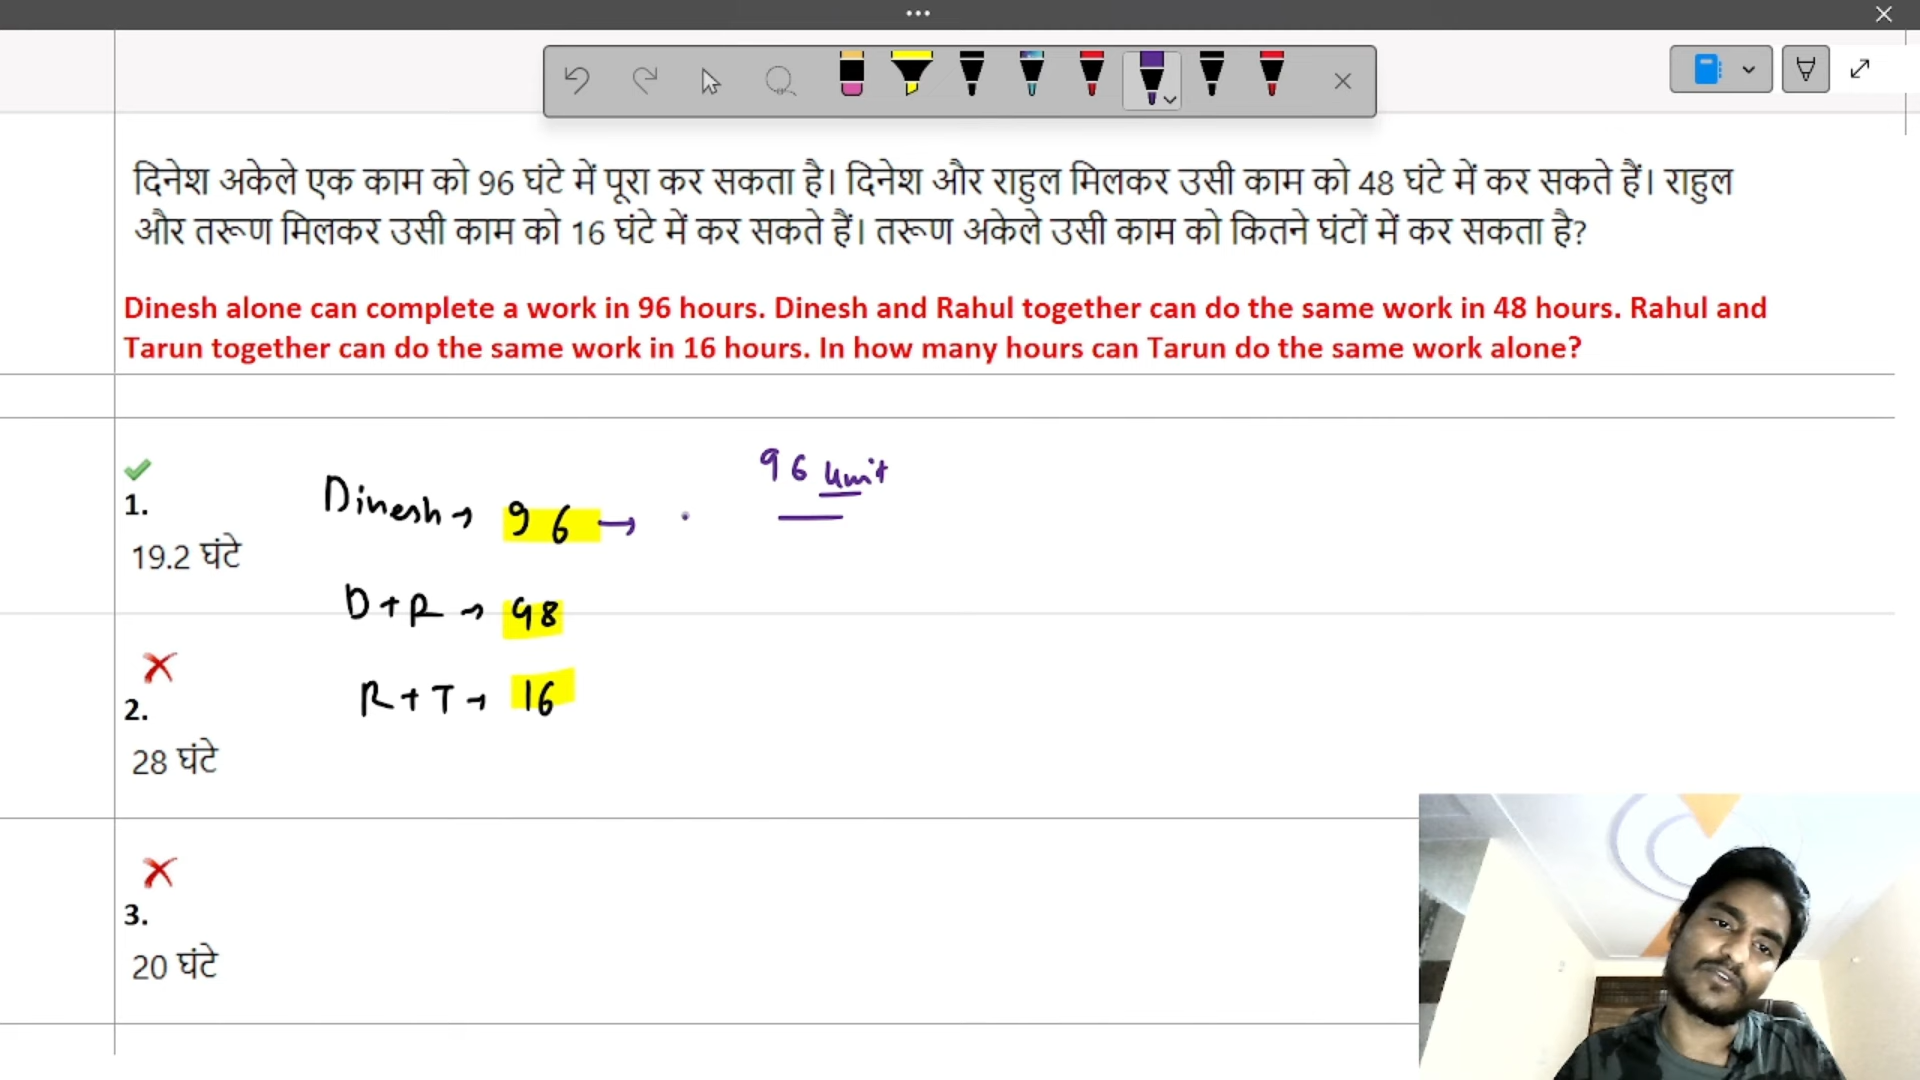 दिनेश अकेले एक काम को 96 घंटे में पूरा कर सकता है। दिनेश और राहुल मिलकर उसी काम को 48 घंटे में कर सकते हैं। राहुल
और तरूण मिलकर उसी काम को 16 घंटे में कर सकते हैं। तरूण अकेले उसी काम को कितने घंटों में कर सकता है?
Dinesh alone can complete a work in 96 hours. Dinesh and Rahul together can do the same work in 48 hours. Rahul and
Tarun together can do the same work in 16 hours. In how many hours can Tarun do the same work alone?
96 Unit
1.
Dinesh → 96 →
19.2 घंटे
D+R → 48
R+T → 16
2.
28 घंटे
3.
20 घंटे